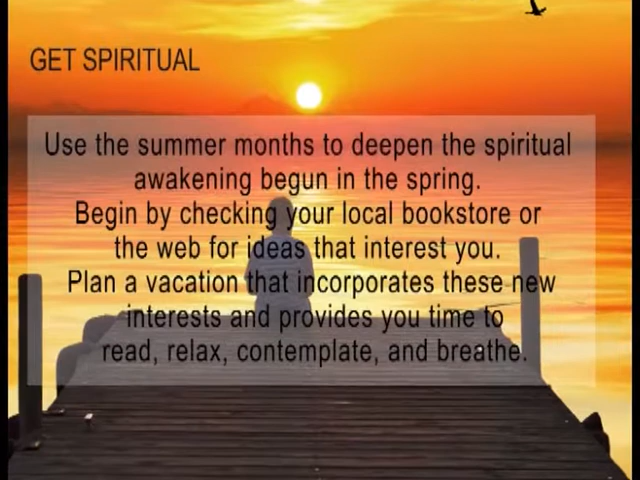 GET SPIRITUAL
Use the summer months to deepen the spiritual
awakening begun in the spring.
Begin by checking your local bookstore or
the web for ideas that interest you.
Plan a vacation that incorporates these new
interests and provides you time to
read, relax, contemplate, and breathe.